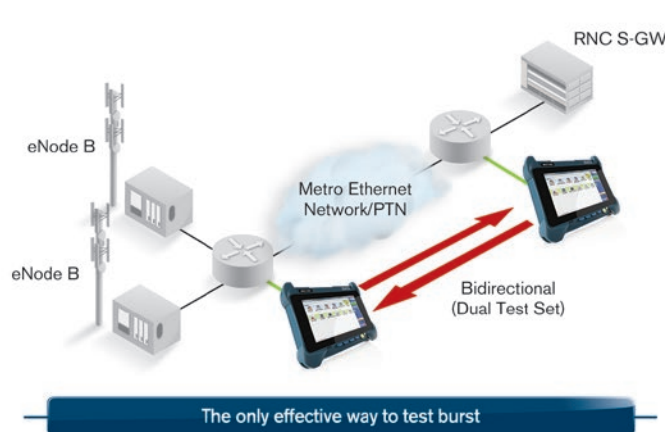 RNC S-GW
eNode B
Metro Ethernet
Network/PTN
eNode B
Bidirectional
(Dual Test Set)
The only effective way to test burst